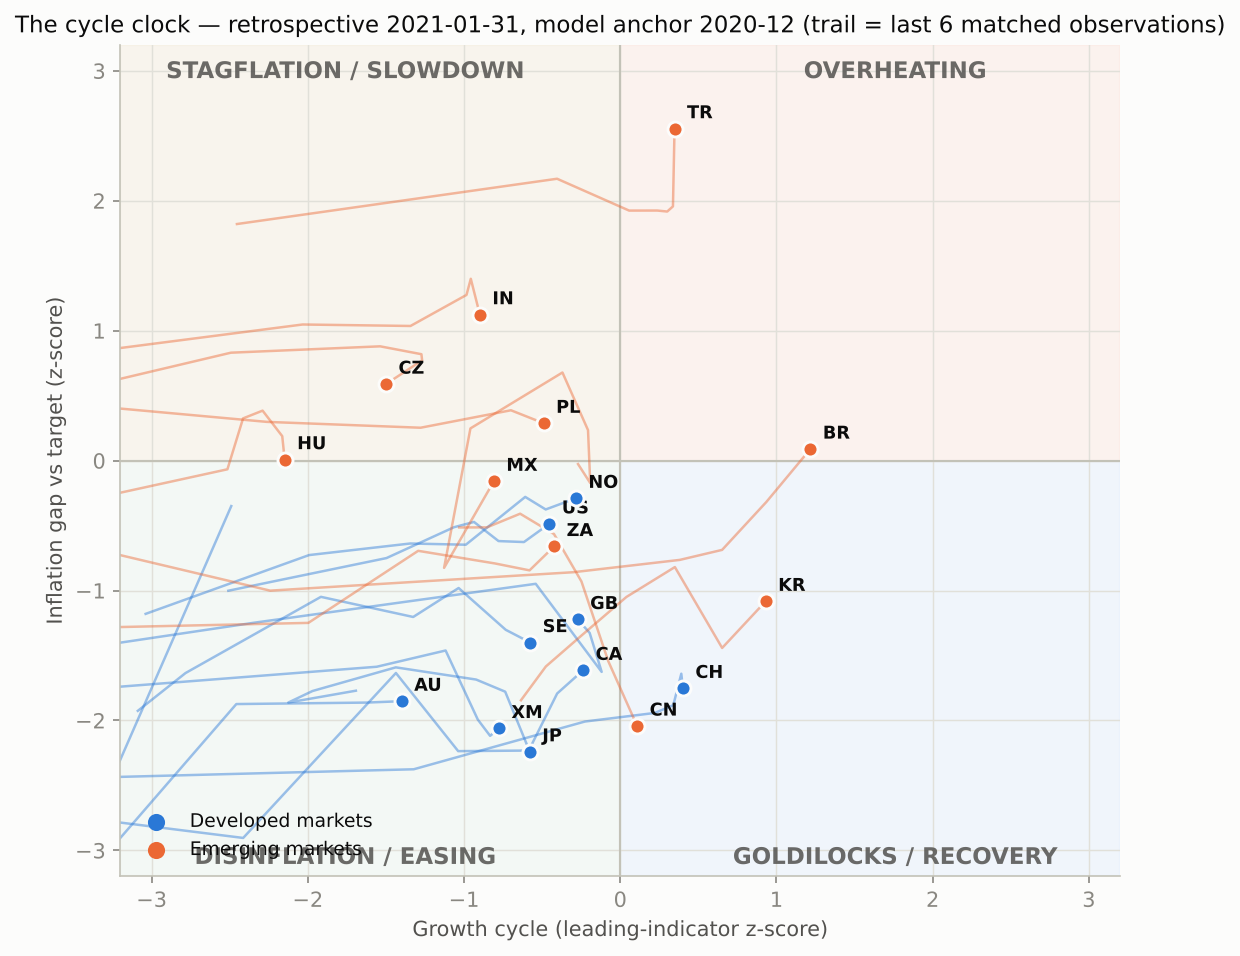 The cycle clock — retrospective 2021-01-31, model anchor 2020-12 (trail = last 6 matched observations)
STAGFLATION / SLOWDOWN
OVERHEATING
TR
IN
CZ
PL
HU
BR
MX
NO
US
ZA
KR
GB
SE
CA
CH
AU
XM
CN
JP
Developed markets
Emerging markets
DISINFLATION / EASING
GOLDILOCKS / RECOVERY
3
2
1
0
−1
−2
−3
−3
−2
−1
0
1
2
3
Growth cycle (leading-indicator z-score)
Inflation gap vs target (z-score)